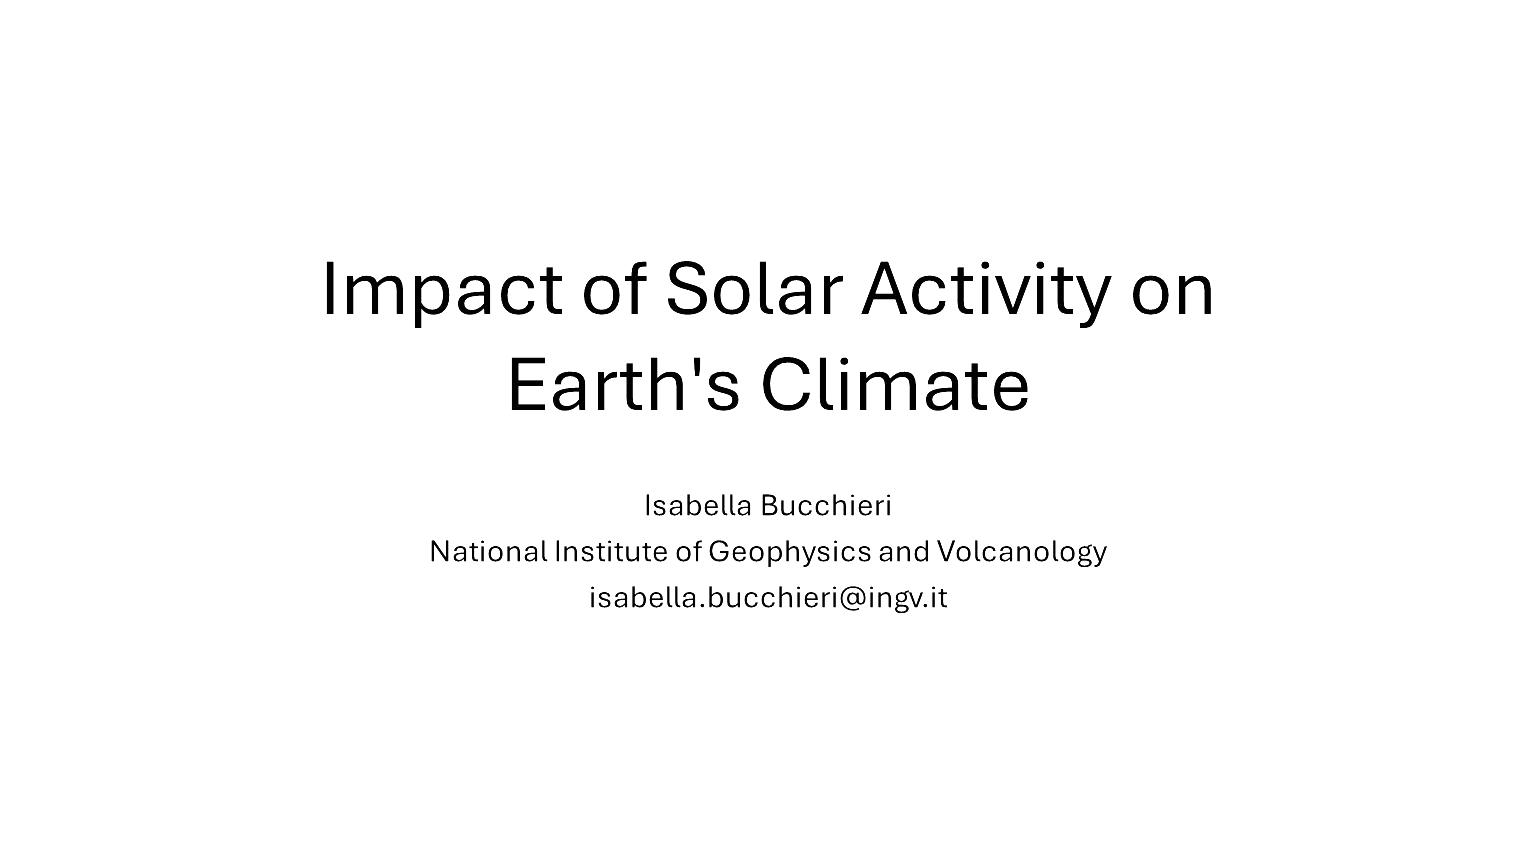 Impact of Solar Activity on
Earth's Climate
Isabella Bucchieri
National Institute of Geophysics and Volcanology
isabella.bucchieri@ingv.it